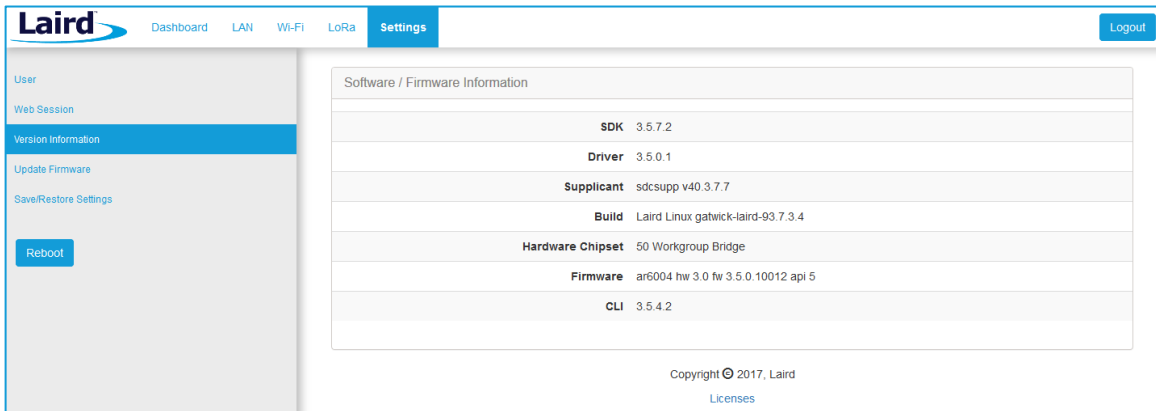 Laird™
Dashboard LAN Wi-Fi LoRa Settings Logout
User
Web Session
Version Information
Update Firmware
Save/Restore Settings
Reboot
Software / Firmware Information
SDK 3.5.7.2
Driver 3.5.0.1
Supplicant sdcsupp v40.3.7.7
Build Laird Linux gatwick-laird-93.7.3.4
Hardware Chipset 50 Workgroup Bridge
Firmware ar6004 hw 3.0 fw 3.5.0.10012 api 5
CLI 3.5.4.2
Copyright © 2017, Laird
Licenses